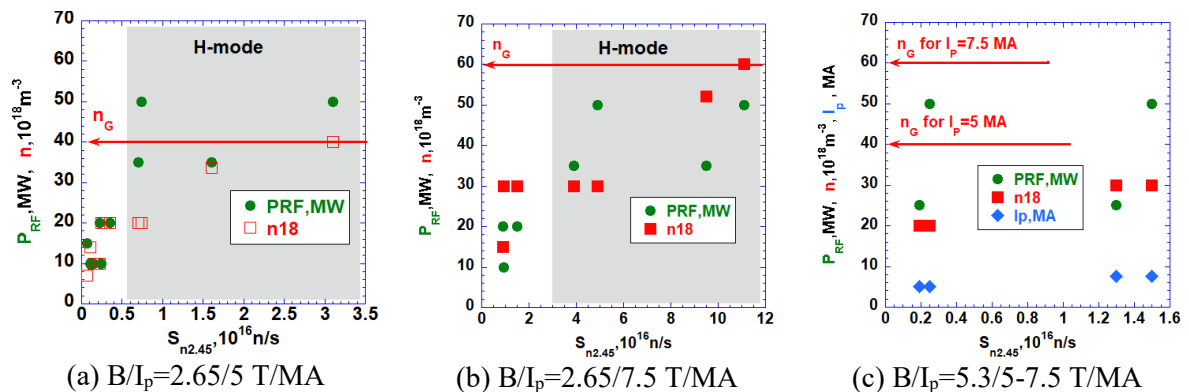 70
60
50
40
30
20
10
0
P_RF,MW, n,10^18m^-3
H-mode
n_G
PRF,MW
n18
0 0.5 1 1.5 2 2.5 3 3.5
S_n2.45,10^16n/s
(a) B/I_p=2.65/5 T/MA
70
60
50
40
30
20
10
0
P_RF,MW, n,10^18m^-3
H-mode
n_G
PRF,MW
n18
0 2 4 6 8 10 12
S_n2.45,10^16n/s
(b) B/I_p=2.65/7.5 T/MA
70
60
50
40
30
20
10
0
P_RF,MW, n,10^18m^-3, I_p, MA
n_G for I_P=7.5 MA
n_G for I_P=5 MA
PRF,MW
n18
Ip,MA
0 0.2 0.4 0.6 0.8 1 1.2 1.4 1.6
S_n2.45,10^16n/s
(c) B/I_p=5.3/5-7.5 T/MA